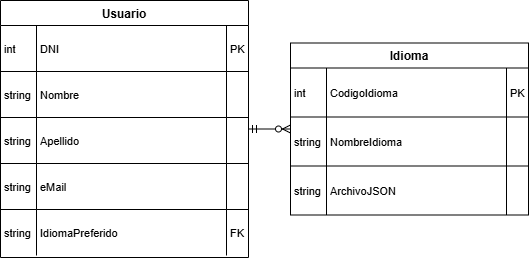 Usuario
int DNI PK
string Nombre
string Apellido
string eMail
string IdiomaPreferido FK
Idioma
int CodigoIdioma PK
string NombreIdioma
string ArchivoJSON